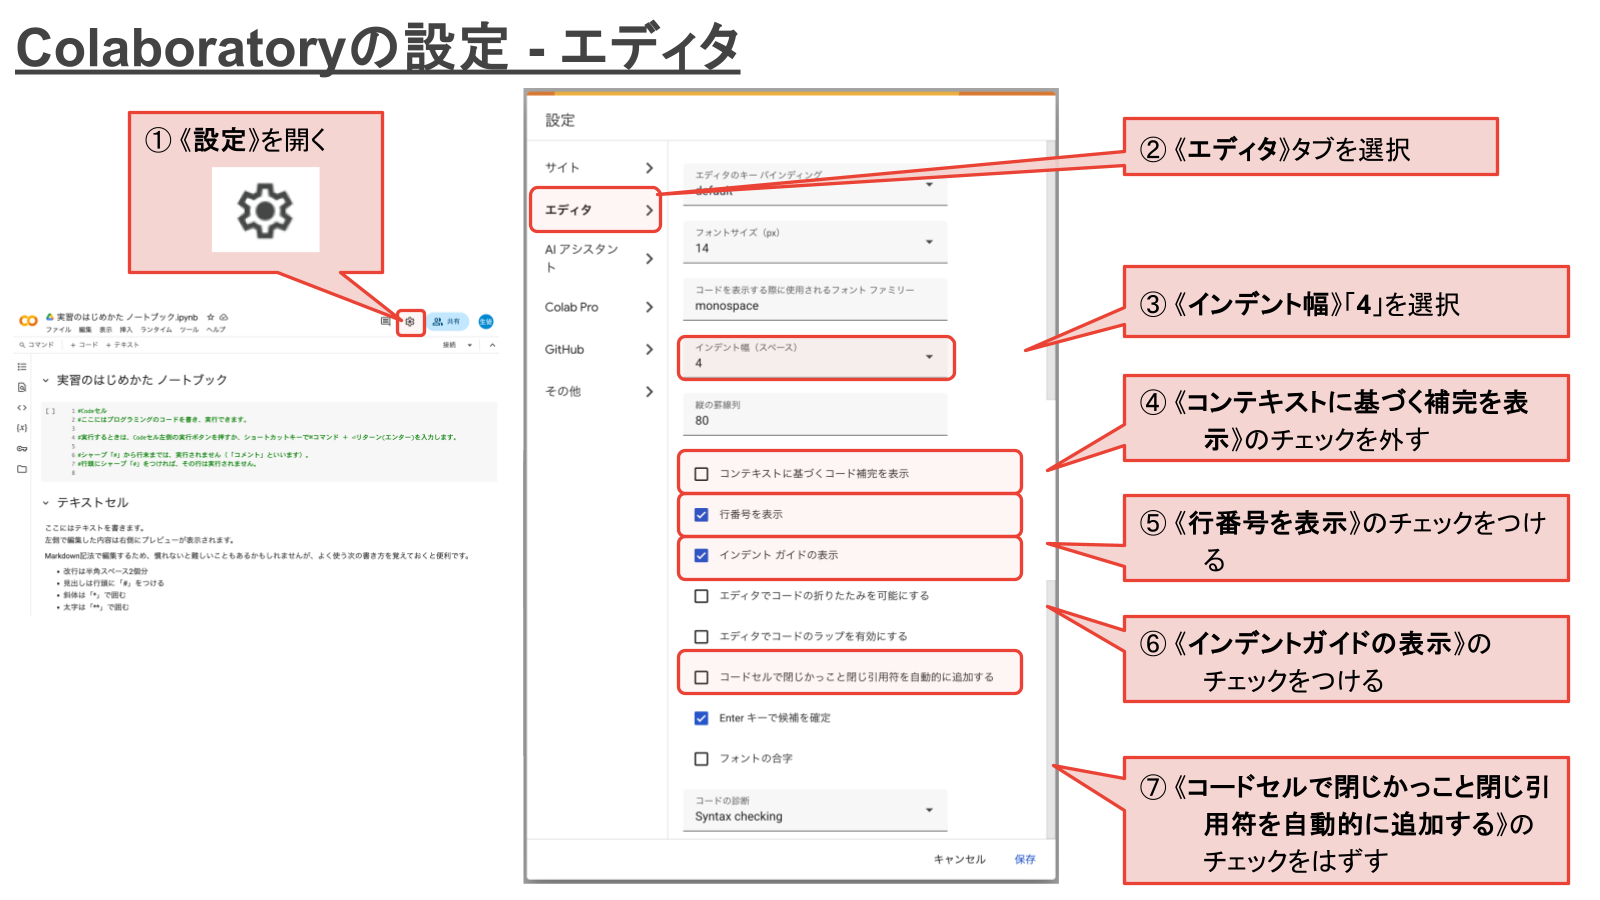 Colaboratoryの設定 - エディタ
①《設定》を開く
実習のはじめかた ノートブック.ipynb
ファイル 編集 表示 挿入 ランタイム ツール ヘルプ
共有
生徒
コマンド + コード + テキスト
接続
実習のはじめかた ノートブック
[ ]
1 #Codeセル
2 #ここにはプログラミングのコードを書き、実行できます。
3
4 #実行するときは、Codeセル左側の実行ボタンを押すか、ショートカットキーで⌘コマンド + ⏎リターン(エンター)を入力します。
5
6 #シャープ「#」から行末までは、実行されません（「コメント」といいます）。
7 #行頭にシャープ「#」をつければ、その行は実行されません。
8
テキストセル
ここにはテキストを書きます。
左側で編集した内容は右側にプレビューが表示されます。
Markdown記法で編集するため、慣れないと難しいこともあるかもしれませんが、よく使う次の書き方を覚えておくと便利です。
• 改行は半角スペース2個分
• 見出しは行頭に「#」をつける
• 斜体は「*」で囲む
• 太字は「**」で囲む
設定
サイト
エディタ
AI アシスタン
ト
Colab Pro
GitHub
その他
エディタのキー バインディング
default
フォントサイズ（px）
14
コードを表示する際に使用されるフォント ファミリー
monospace
インデント幅（スペース）
4
縦の罫線列
80
コンテキストに基づくコード補完を表示
行番号を表示
インデント ガイドの表示
エディタでコードの折りたたみを可能にする
エディタでコードのラップを有効にする
コードセルで閉じかっこと閉じ引用符を自動的に追加する
Enter キーで候補を確定
フォントの合字
コードの診断
Syntax checking
キャンセル 保存
②《エディタ》タブを選択
③《インデント幅》「4」を選択
④《コンテキストに基づく補完を表
示》のチェックを外す
⑤《行番号を表示》のチェックをつけ
る
⑥《インデントガイドの表示》の
チェックをつける
⑦《コードセルで閉じかっこと閉じ引
用符を自動的に追加する》の
チェックをはずす